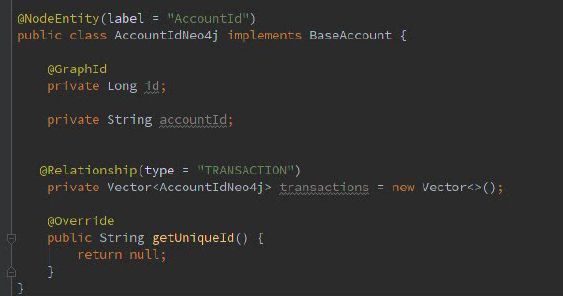 @NodeEntity(label = "AccountId")
public class AccountIdNeo4j implements BaseAccount {
@GraphId
private Long id;
private String accountId;
@Relationship(type = "TRANSACTION")
private Vector<AccountIdNeo4j> transactions = new Vector<>();
@Override
public String getUniqueId() {
return null;
}
}